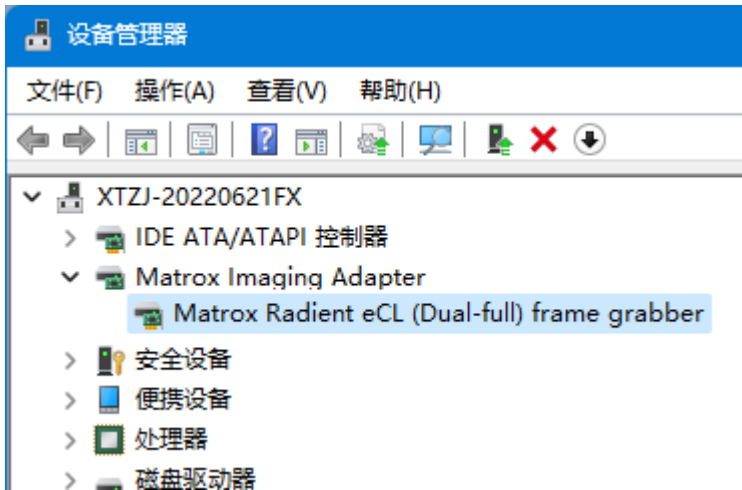 设备管理器
文件(F) 操作(A) 查看(V) 帮助(H)
XTZJ-20220621FX
IDE ATA/ATAPI 控制器
Matrox Imaging Adapter
Matrox Radient eCL (Dual-full) frame grabber
安全设备
便携设备
处理器
磁盘驱动器